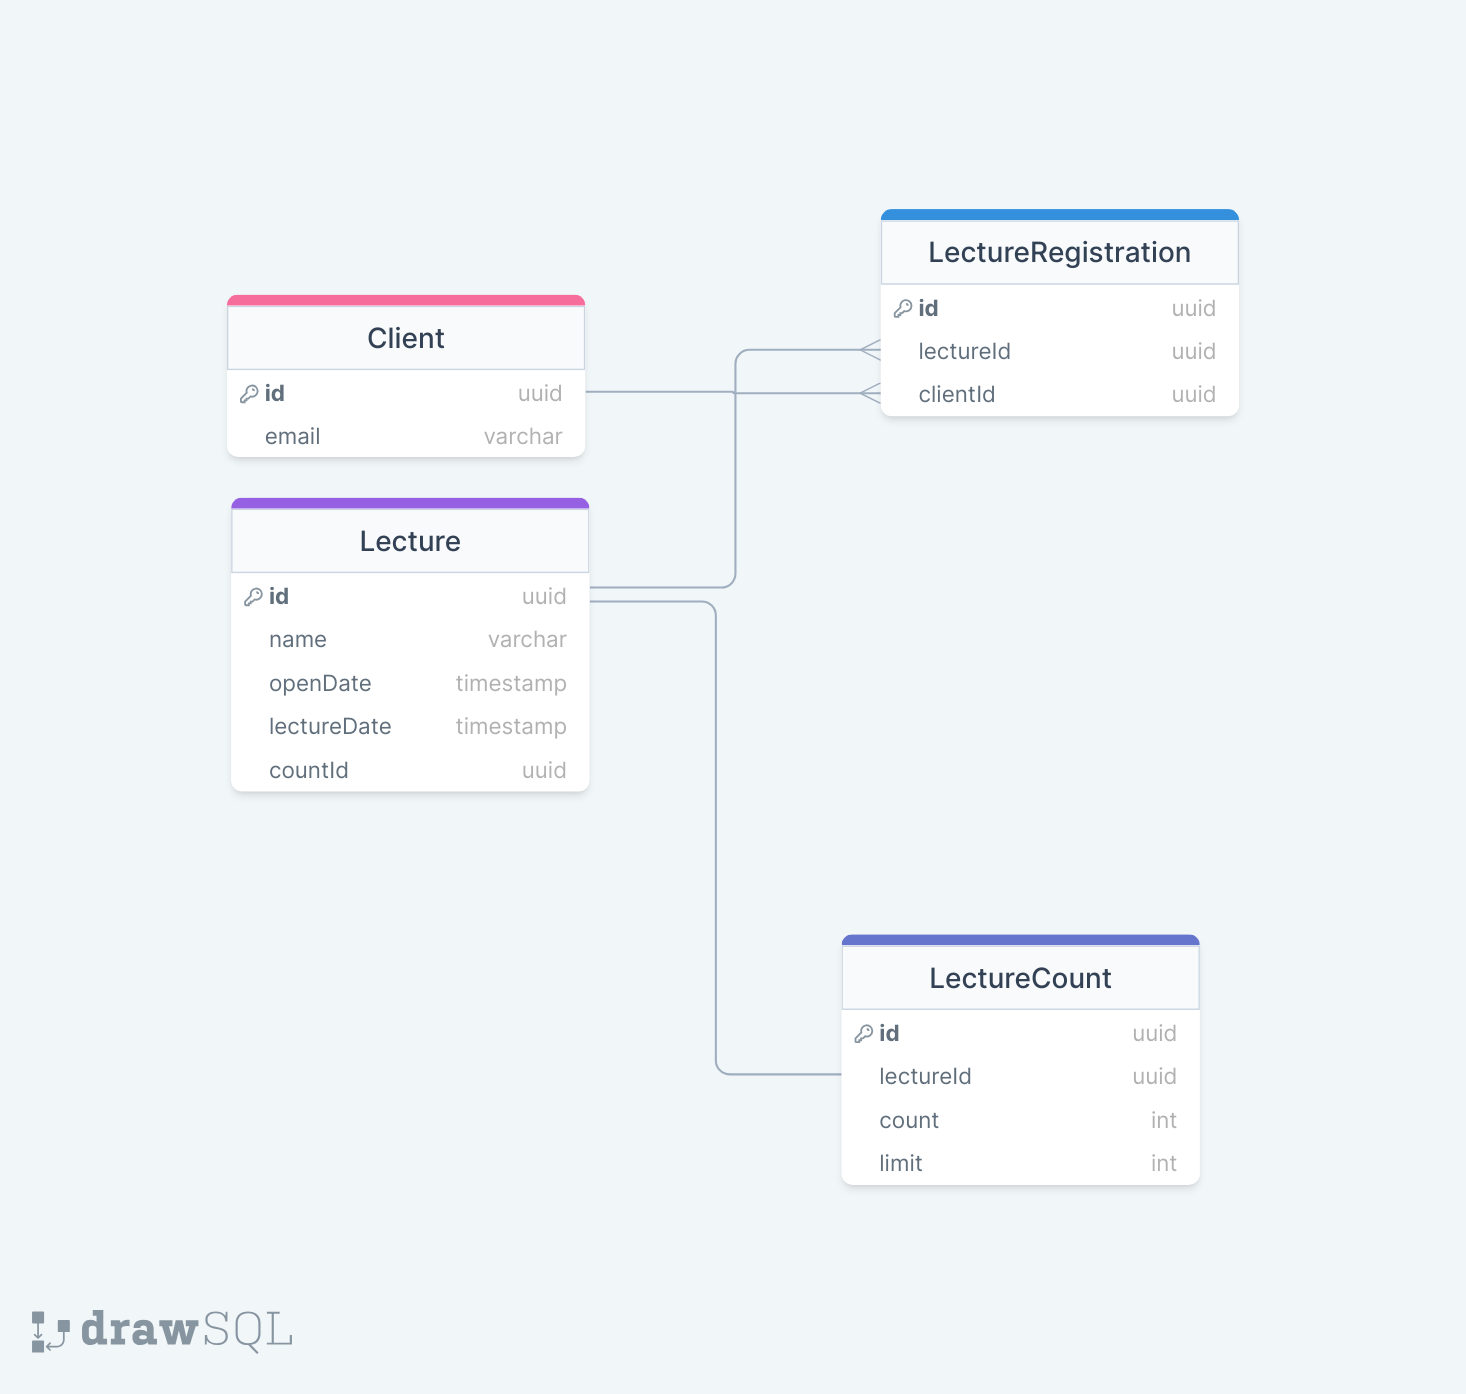 LectureRegistration
id uuid
lectureId uuid
clientId uuid
Client
id uuid
email varchar
Lecture
id uuid
name varchar
openDate timestamp
lectureDate timestamp
countId uuid
LectureCount
id uuid
lectureId uuid
count int
limit int
drawSQL